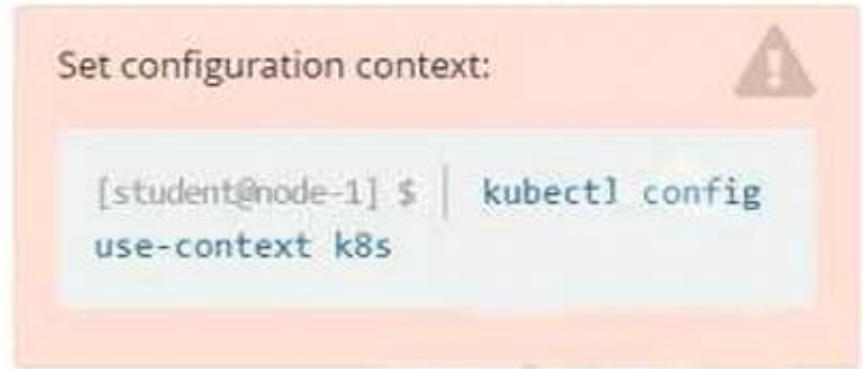 Set configuration context:
[student@node-1] $ | kubectl config
use-context k8s